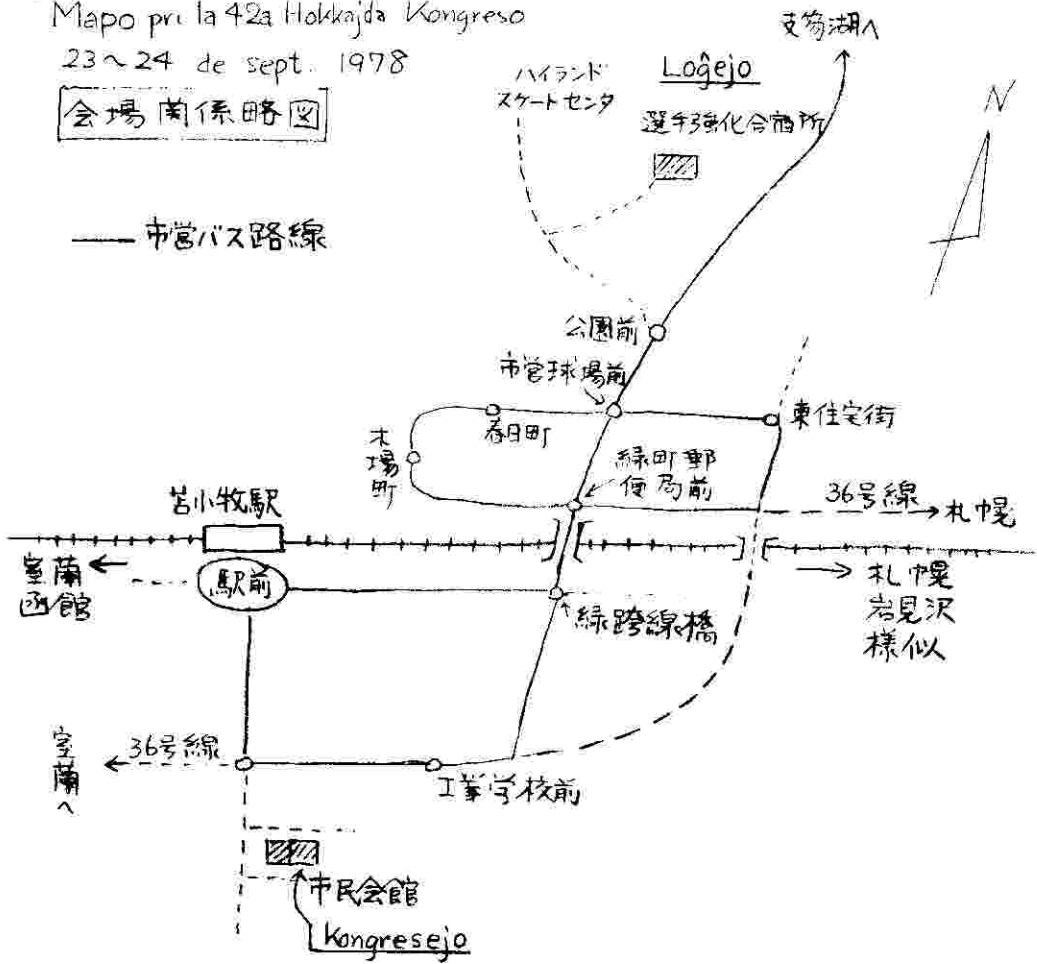 Mapo pri la 42a Hokkajda Kongreso
23~24 de sept. 1978
会場関係略図
市営バス路線
支笏湖へ
ハイランド
スケートセンタ
Loĝejo
選手強化合宿所
N
公園前
市営球場前
春日町
東住宅街
木場町
緑町郵
便局前
苫小牧駅
36号線
札幌
室蘭
函館
駅前
緑跨線橋
札幌
岩見沢
様似
室蘭へ
36号線
工業学校前
市民会館
Kongresejo